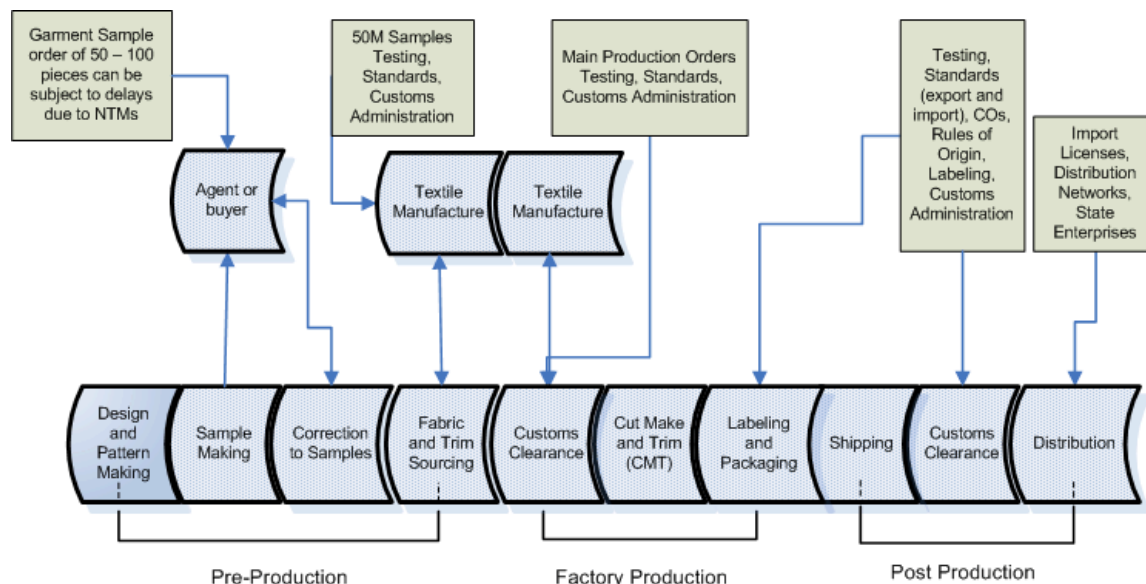 Garment Sample
order of 50 – 100
pieces can be
subject to delays
due to NTMs
50M Samples
Testing,
Standards,
Customs
Administration
Main Production Orders
Testing, Standards,
Customs Administration
Testing,
Standards
(export and
import), COs,
Rules of
Origin,
Labeling,
Customs
Administration
Import
Licenses,
Distribution
Networks,
State
Enterprises
Agent or
buyer
Textile
Manufacture
Textile
Manufacture
Design
and
Pattern
Making
Sample
Making
Correction
to Samples
Fabric
and Trim
Sourcing
Customs
Clearance
Cut Make
and Trim
(CMT)
Labeling
and
Packaging
Shipping
Customs
Clearance
Distribution
Pre-Production
Factory Production
Post Production